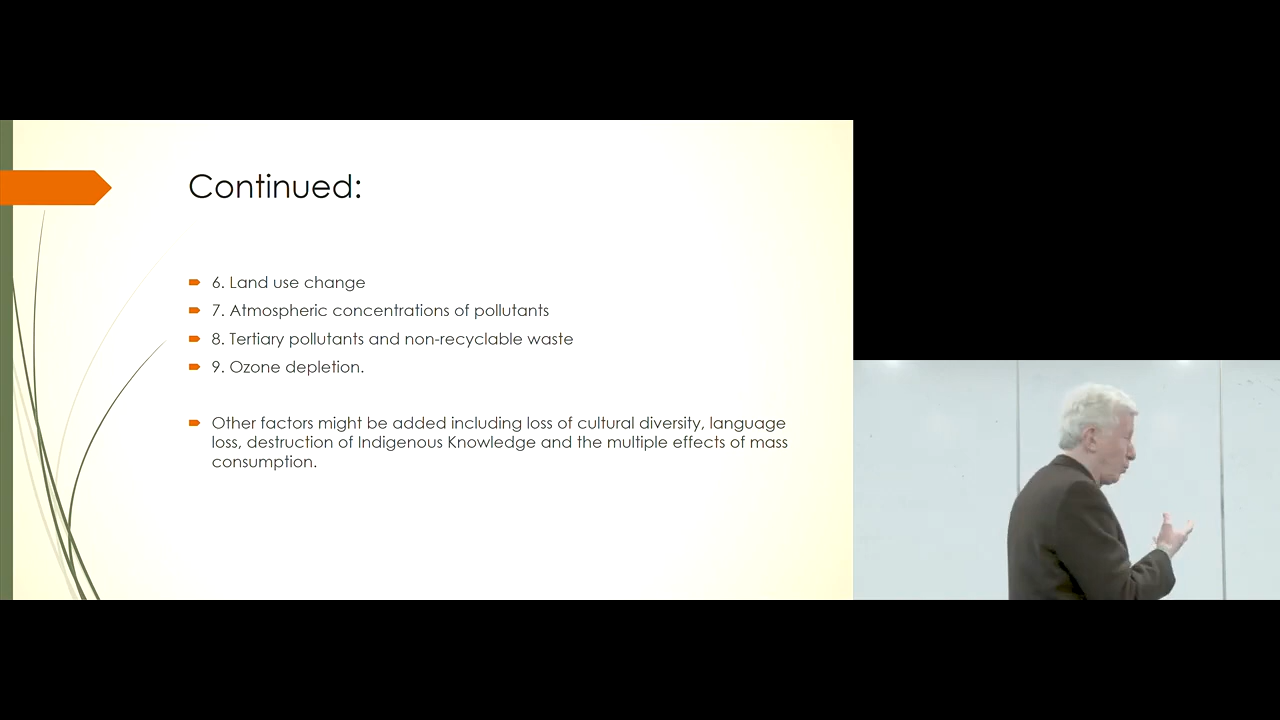 Continued:
6. Land use change
7. Atmospheric concentrations of pollutants
8. Tertiary pollutants and non-recyclable waste
9. Ozone depletion.
Other factors might be added including loss of cultural diversity, language
loss, destruction of Indigenous Knowledge and the multiple effects of mass
consumption.